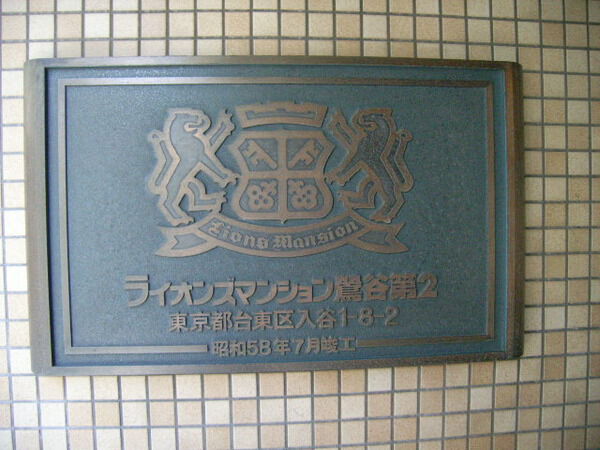 Lions Mansion
ライオンズマンション鶯谷第2
東京都台東区入谷1-8-2
昭和58年7月竣工